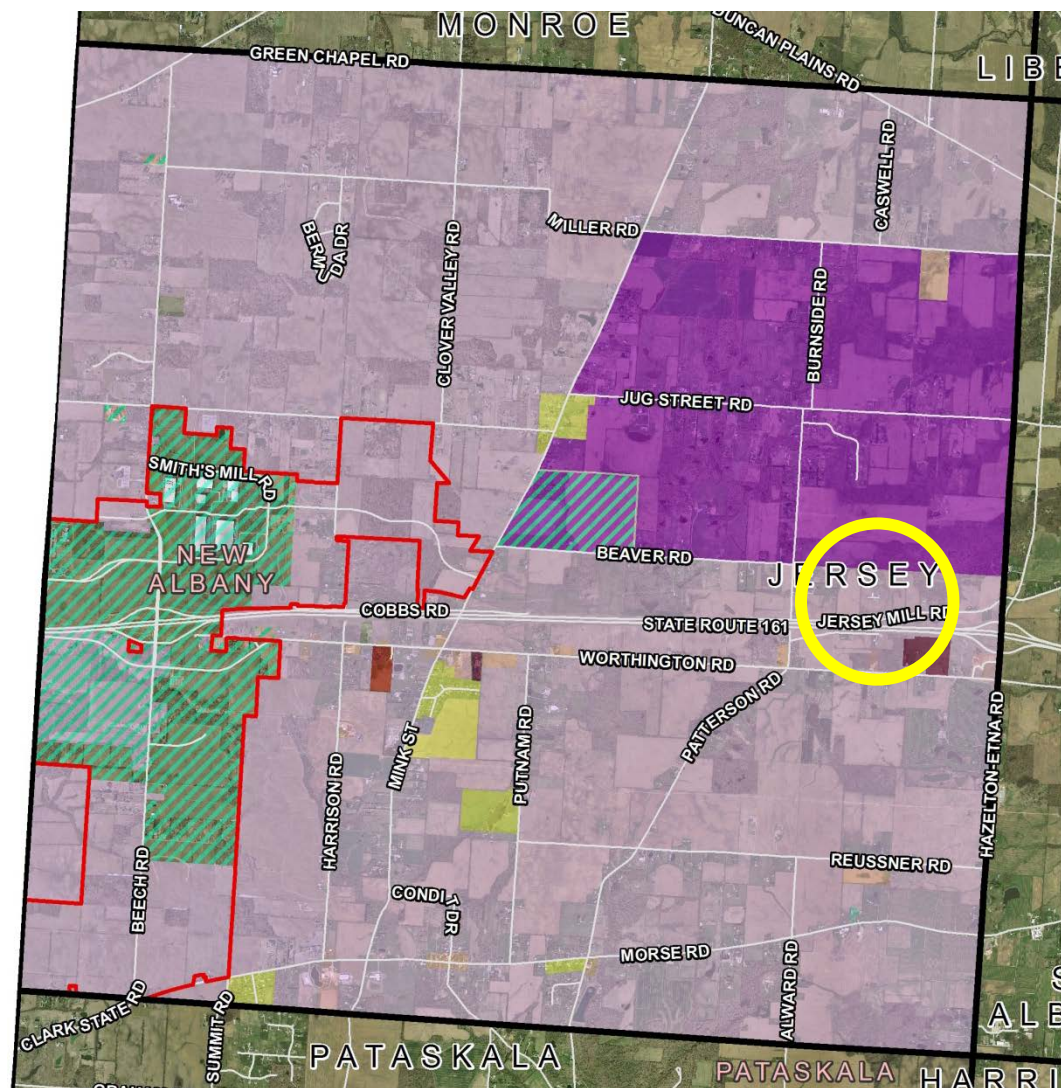 MONROE
DUNCAN PLAINS RD
GREEN CHAPEL RD
LIBE
CASWELL RD
MILLER RD
BERMUDA DR
CLOVER VALLEY RD
BURNSIDE RD
JUG STREET RD
SMITH'S MILL RD
NEW
ALBANY
BEAVER RD
JERSEY
COBBS RD
STATE ROUTE 161
JERSEY MILL RD
WORTHINGTON RD
PATTERSON RD
MINK ST
PUTNAM RD
HARRISON RD
HAZELTON-ETNA RD
BEECH RD
REUSSNER RD
CONDIT DR
MORSE RD
ALWARD RD
CLARK STATE RD
SUMMIT RD
S
ALB
PATASKALA
PATASKALA
HARRI